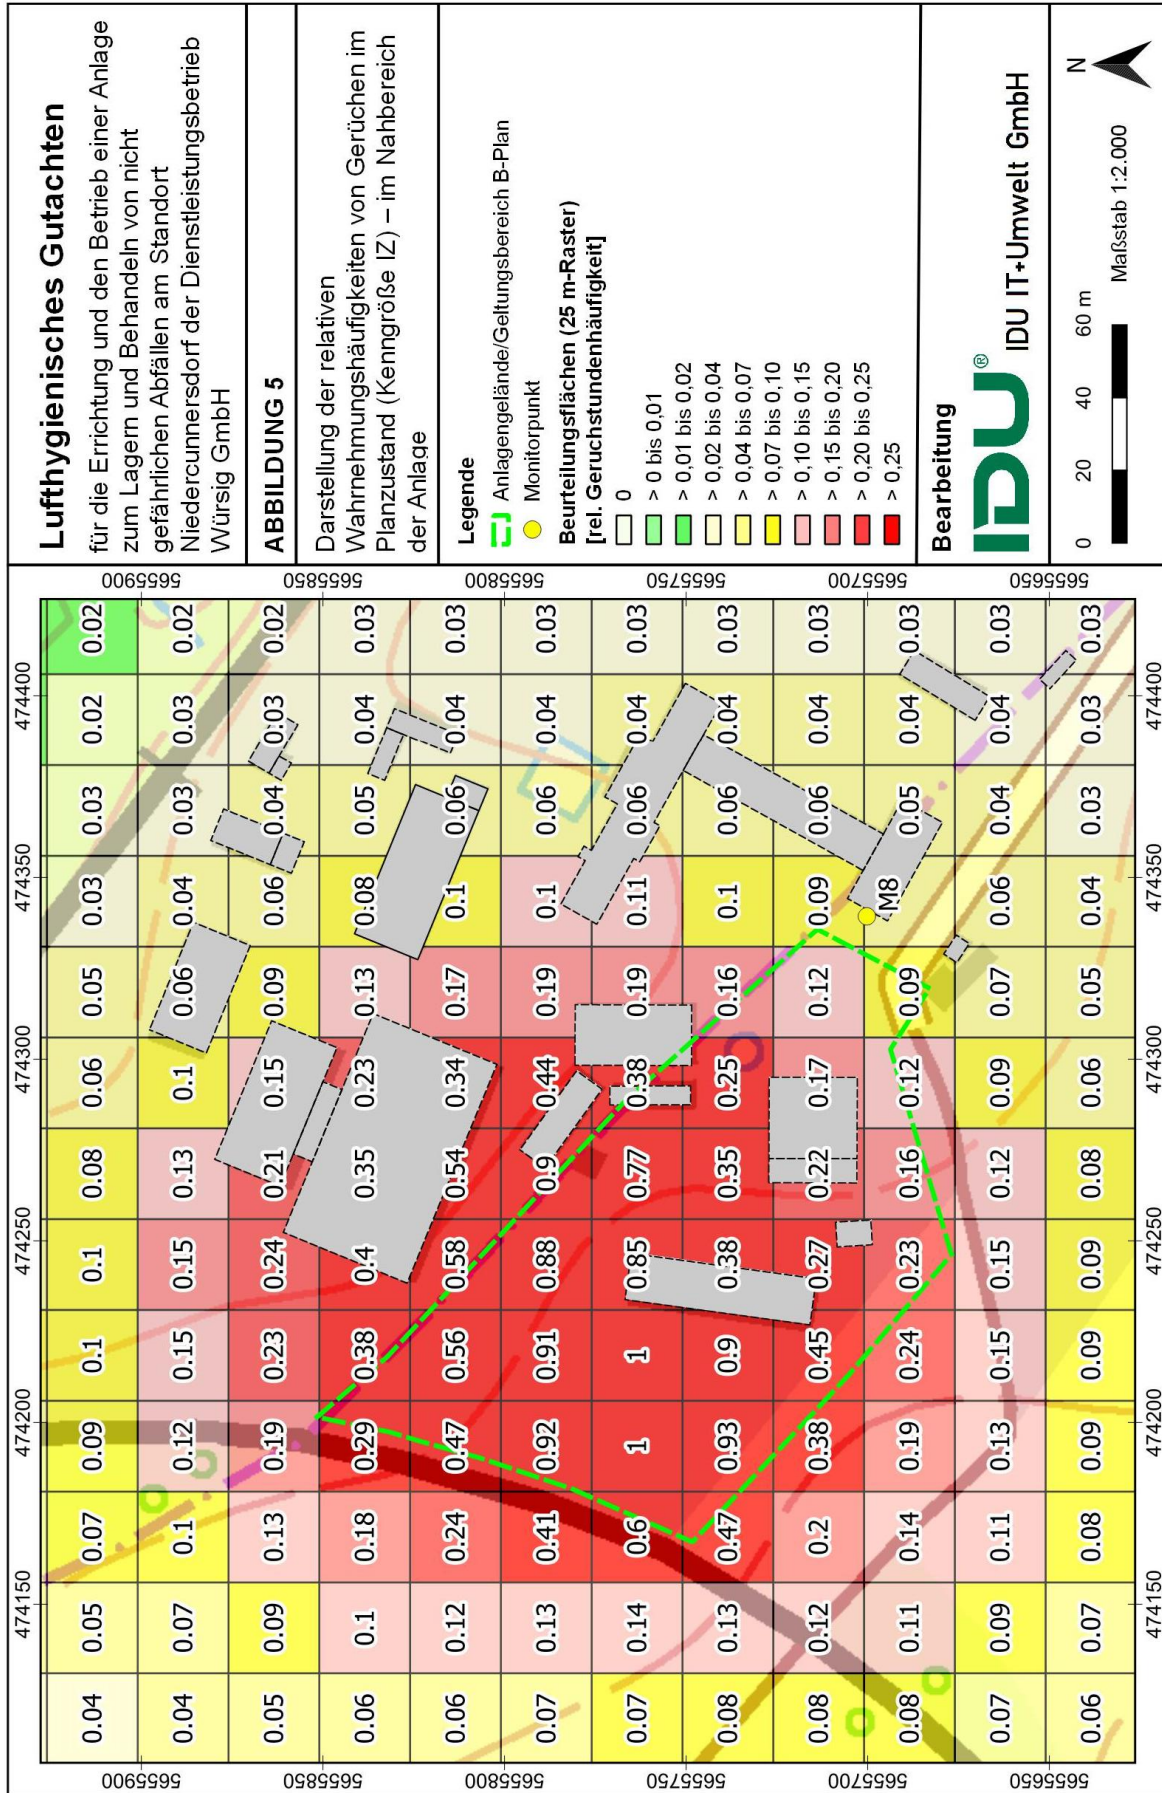 474150 474200 474250 474300 474350 474400
5655900 5655850 5655800 5655750 5655700 5655650
0.04 0.05 0.07 0.09 0.1 0.1 0.08 0.06 0.05 0.03 0.03 0.02 0.02
0.04 0.07 0.1 0.12 0.15 0.15 0.13 0.1 0.06 0.04 0.03 0.03 0.02
0.05 0.09 0.13 0.19 0.23 0.24 0.21 0.15 0.09 0.06 0.04 0.03 0.02
0.06 0.1 0.18 0.29 0.38 0.4 0.35 0.23 0.13 0.08 0.05 0.04 0.03
0.06 0.12 0.24 0.47 0.56 0.58 0.54 0.34 0.17 0.1 0.06 0.04 0.03
0.07 0.13 0.41 0.92 0.91 0.88 0.9 0.44 0.19 0.1 0.06 0.04 0.03
0.07 0.14 0.6 1 1 0.85 0.77 0.38 0.19 0.11 0.06 0.04 0.03
0.08 0.13 0.47 0.93 0.9 0.38 0.35 0.25 0.16 0.1 0.04 0.03
0.08 0.12 0.2 0.38 0.45 0.27 0.22 0.17 0.12 0.09 0.06 0.04 0.03
0.08 0.11 0.14 0.19 0.24 0.23 0.16 0.12 0.09 M8 0.05 0.04 0.03
0.07 0.09 0.11 0.13 0.15 0.15 0.12 0.09 0.07 0.06 0.04 0.04 0.03
0.06 0.07 0.08 0.09 0.09 0.09 0.08 0.06 0.05 0.04 0.03 0.03 0.03
5655900 5655850 5655800 5655750 5655700 5655650
474150 474200 474250 474300 474350 474400
Lufthygienisches Gutachten
für die Errichtung und den Betrieb einer Anlage
zum Lagern und Behandeln von nicht
gefährlichen Abfällen am Standort
Niedercunnersdorf der Dienstleistungsbetrieb
Würsig GmbH
ABBILDUNG 5
Darstellung der relativen
Wahrnehmungshäufigkeiten von Gerüchen im
Planzustand (Kenngröße IZ) – im Nahbereich
der Anlage
Legende
Anlagengelände/Geltungsbereich B-Plan
Monitorpunkt
Beurteilungsflächen (25 m-Raster)
[rel. Geruchstundenhäufigkeit]
0
> 0 bis 0,01
> 0,01 bis 0,02
> 0,02 bis 0,04
> 0,04 bis 0,07
> 0,07 bis 0,10
> 0,10 bis 0,15
> 0,15 bis 0,20
> 0,20 bis 0,25
> 0,25
Bearbeitung
IDU®
IDU IT+Umwelt GmbH
0 20 40 60 m
N
Maßstab 1:2.000